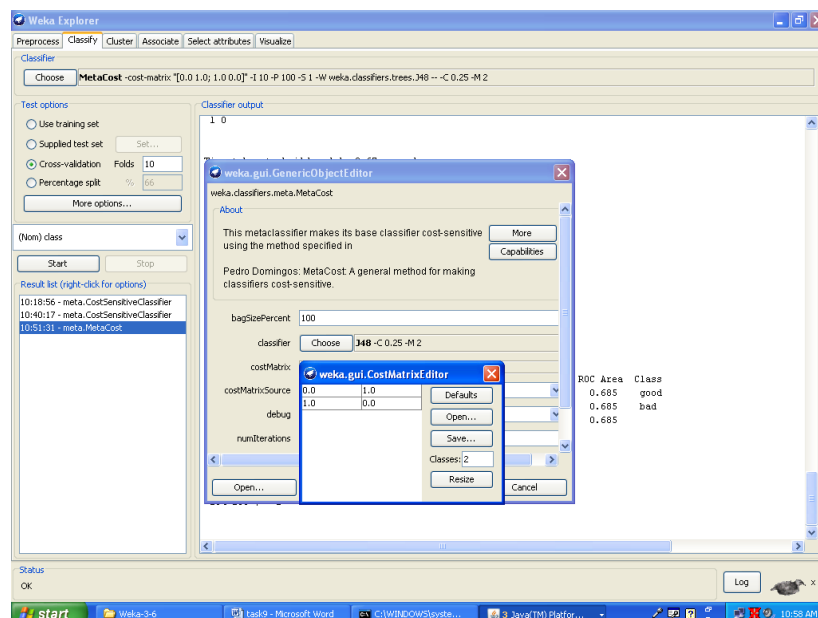 Weka Explorer
Preprocess Classify Cluster Associate Select attributes Visualize
Classifier
Choose MetaCost -cost-matrix "[0.0 1.0; 1.0 0.0]" -I 10 -P 100 -S 1 -W weka.classifiers.trees.J48 -- -C 0.25 -M 2
Test options
Use training set
Supplied test set Set...
Cross-validation Folds 10
Percentage split % 66
More options...
(Nom) class
Start Stop
Result list (right-click for options)
10:18:56 - meta.CostSensitiveClassifier
10:40:17 - meta.CostSensitiveClassifier
10:51:31 - meta.MetaCost
Classifier output
1 0
weka.gui.GenericObjectEditor
weka.classifiers.meta.MetaCost
About
This metaclassifier makes its base classifier cost-sensitive
using the method specified in
Pedro Domingos: MetaCost: A general method for making
classifiers cost-sensitive.
More
Capabilities
bagSizePercent 100
classifier Choose J48 -C 0.25 -M 2
costMatrix
costMatrixSource
debug
numIterations
Open... Cancel
weka.gui.CostMatrixEditor
0.0 1.0
1.0 0.0
Defaults
Open...
Save...
Classes: 2
Resize
ROC Area Class
0.685 good
0.685 bad
0.685
Status
OK
Log x
start Weka-3-6 task9 - Microsoft Word C:\WINDOWS\syste... 3 Java(TM) Platfor... 10:58 AM